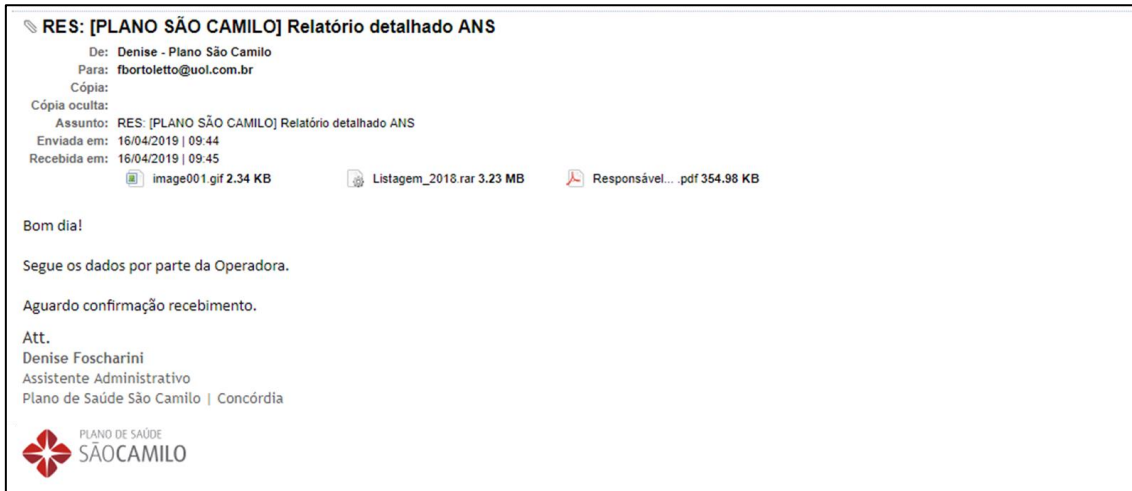 RES: [PLANO SÃO CAMILO] Relatório detalhado ANS
De: Denise - Plano São Camilo
Para: fbortoletto@uol.com.br
Cópia:
Cópia oculta:
Assunto: RES: [PLANO SÃO CAMILO] Relatório detalhado ANS
Enviada em: 16/04/2019 | 09:44
Recebida em: 16/04/2019 | 09:45
image001.gif 2.34 KB Listagem_2018.rar 3.23 MB Responsável... .pdf 354.98 KB
Bom dia!
Segue os dados por parte da Operadora.
Aguardo confirmação recebimento.
Att.
Denise Foscharini
Assistente Administrativo
Plano de Saúde São Camilo | Concórdia
PLANO DE SAÚDE
SÃOCAMILO